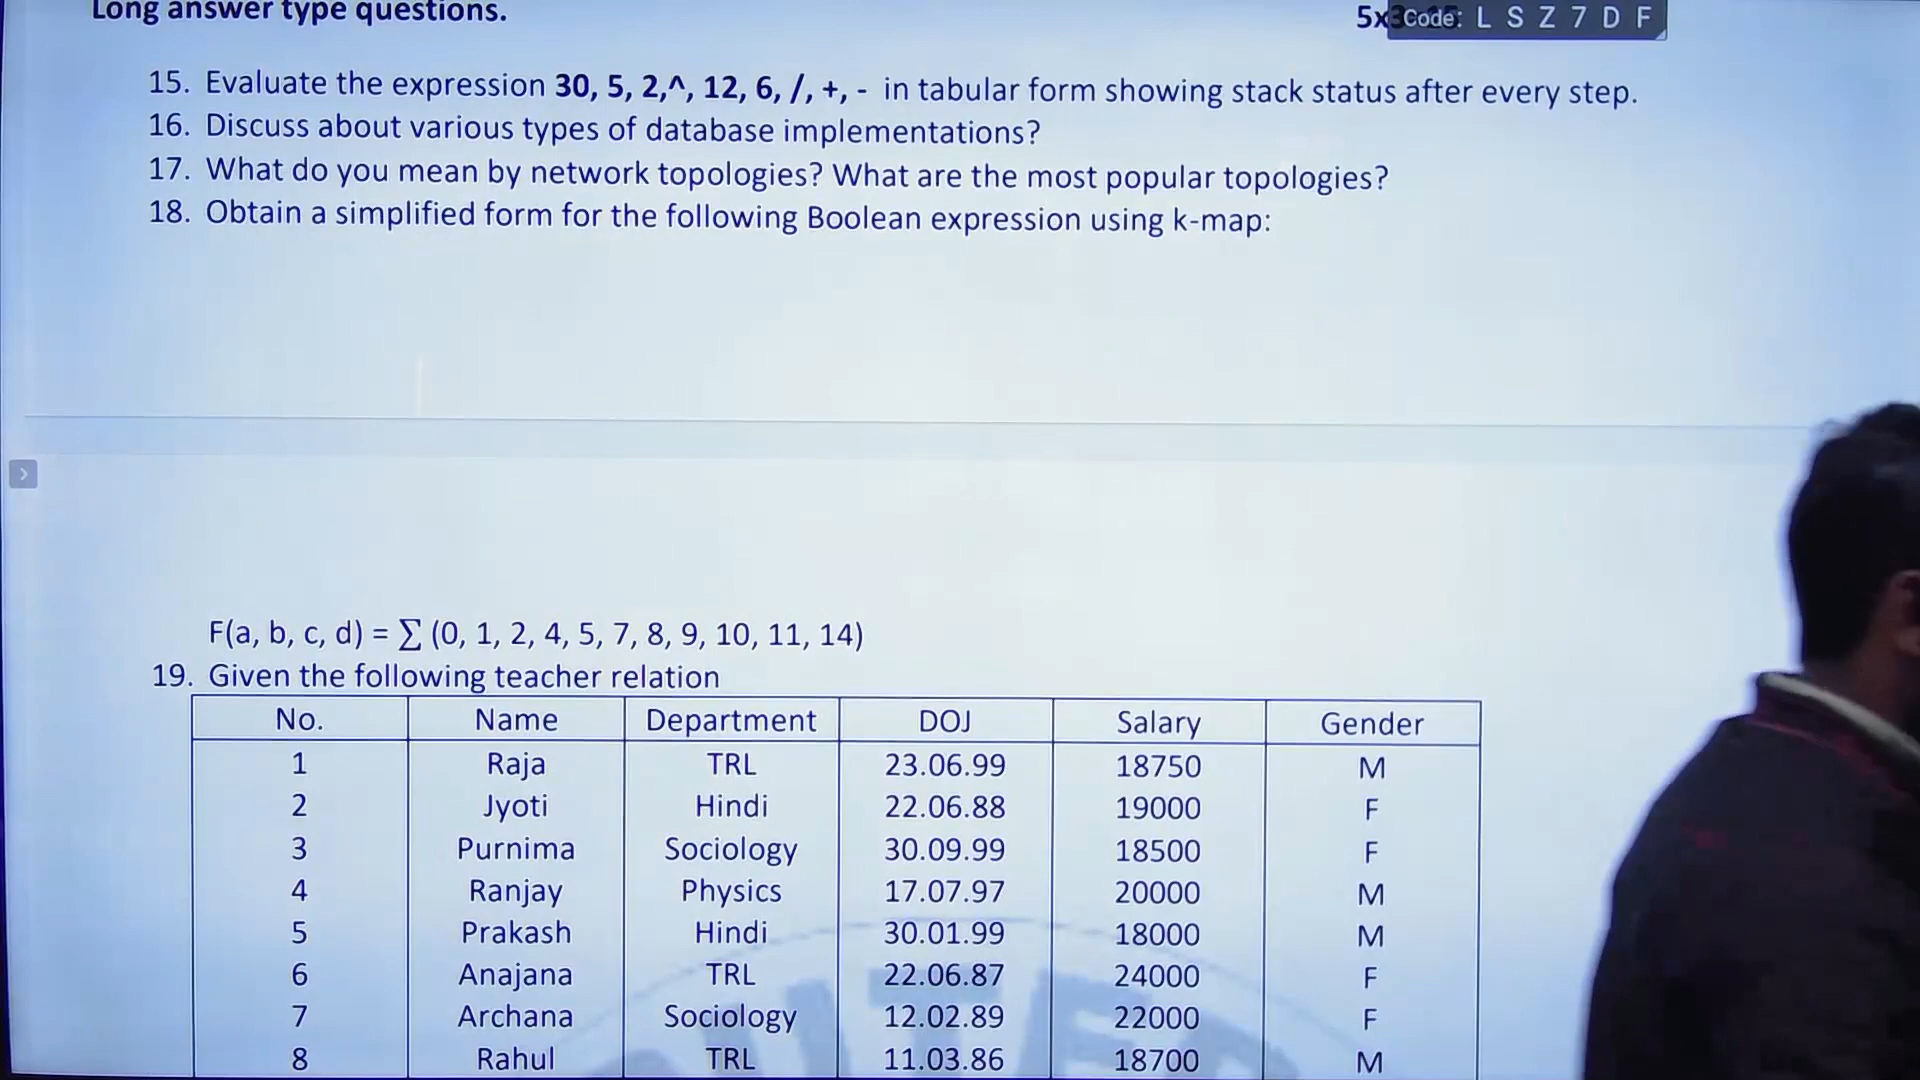 Long answer type questions.
5x
Code: L S Z 7 D F
15. Evaluate the expression 30, 5, 2,^, 12, 6, /, +, - in tabular form showing stack status after every step.
16. Discuss about various types of database implementations?
17. What do you mean by network topologies? What are the most popular topologies?
18. Obtain a simplified form for the following Boolean expression using k-map:
F(a, b, c, d) = ∑ (0, 1, 2, 4, 5, 7, 8, 9, 10, 11, 14)
19. Given the following teacher relation
No. Name Department DOJ Salary Gender
1 Raja TRL 23.06.99 18750 M
2 Jyoti Hindi 22.06.88 19000 F
3 Purnima Sociology 30.09.99 18500 F
4 Ranjay Physics 17.07.97 20000 M
5 Prakash Hindi 30.01.99 18000 M
6 Anajana TRL 22.06.87 24000 F
7 Archana Sociology 12.02.89 22000 F
8 Rahul TRL 11.03.86 18700 M